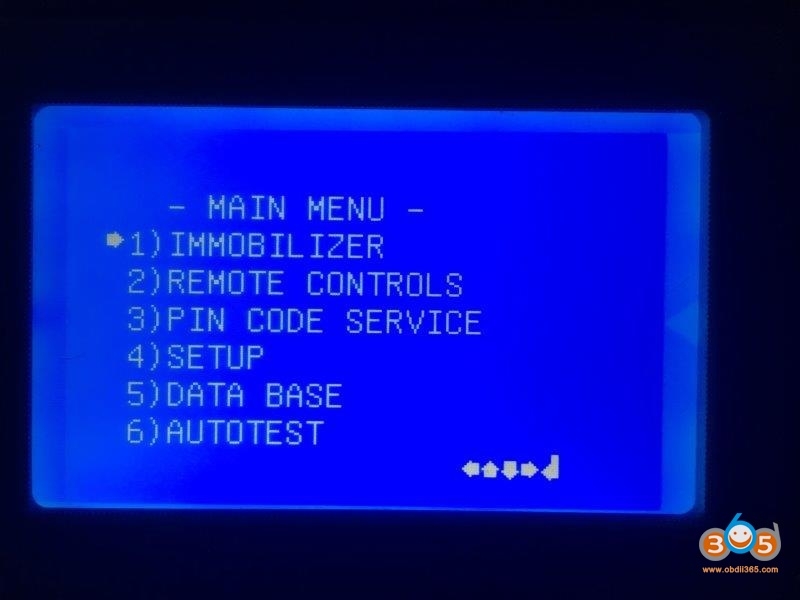 - MAIN MENU -
1)IMMOBILIZER
2)REMOTE CONTROLS
3)PIN CODE SERVICE
4)SETUP
5)DATA BASE
6)AUTOTEST
365
www.obdii365.com